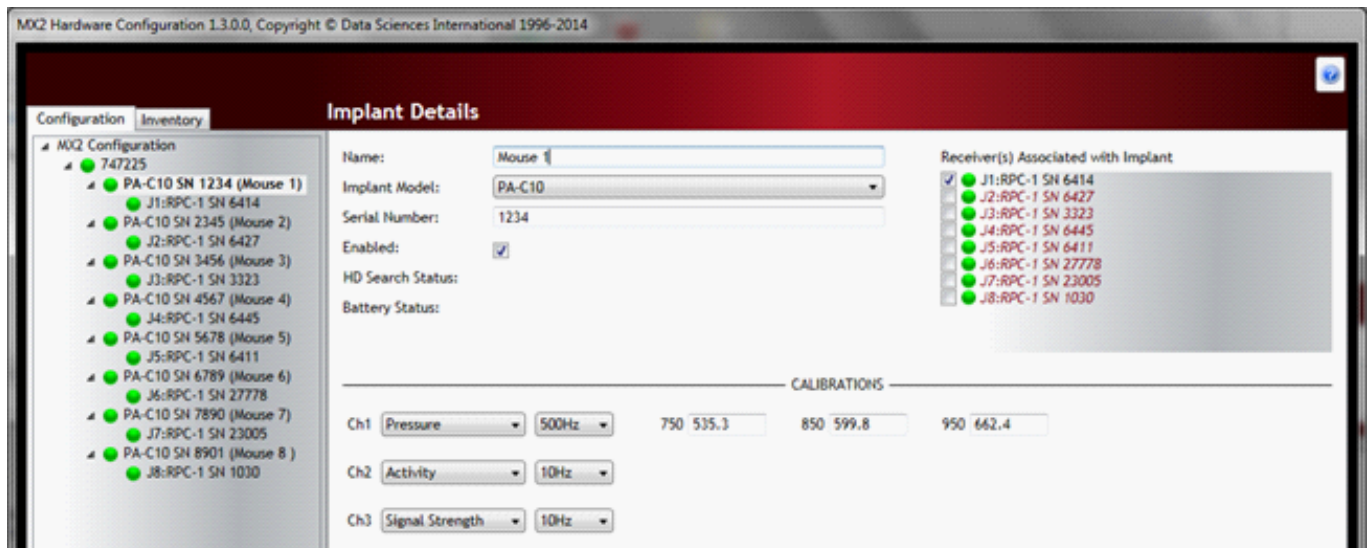 MX2 Hardware Configuration 1.3.0.0, Copyright © Data Sciences International 1996-2014
Configuration
Inventory
MX2 Configuration
747225
PA-C10 SN 1234 (Mouse 1)
J1:RPC-1 SN 6414
PA-C10 SN 2345 (Mouse 2)
J2:RPC-1 SN 6427
PA-C10 SN 3456 (Mouse 3)
J3:RPC-1 SN 3323
PA-C10 SN 4567 (Mouse 4)
J4:RPC-1 SN 6445
PA-C10 SN 5678 (Mouse 5)
J5:RPC-1 SN 6411
PA-C10 SN 6789 (Mouse 6)
J6:RPC-1 SN 27778
PA-C10 SN 7890 (Mouse 7)
J7:RPC-1 SN 23005
PA-C10 SN 8901 (Mouse 8 )
J8:RPC-1 SN 1030
Implant Details
Name: Mouse 1
Implant Model: PA-C10
Serial Number: 1234
Enabled:
HD Search Status:
Battery Status:
Receiver(s) Associated with Implant
J1:RPC-1 SN 6414
J2:RPC-1 SN 6427
J3:RPC-1 SN 3323
J4:RPC-1 SN 6445
J5:RPC-1 SN 6411
J6:RPC-1 SN 27778
J7:RPC-1 SN 23005
J8:RPC-1 SN 1030
CALIBRATIONS
Ch1 Pressure 500Hz 750 535.3 850 599.8 950 662.4
Ch2 Activity 10Hz
Ch3 Signal Strength 10Hz